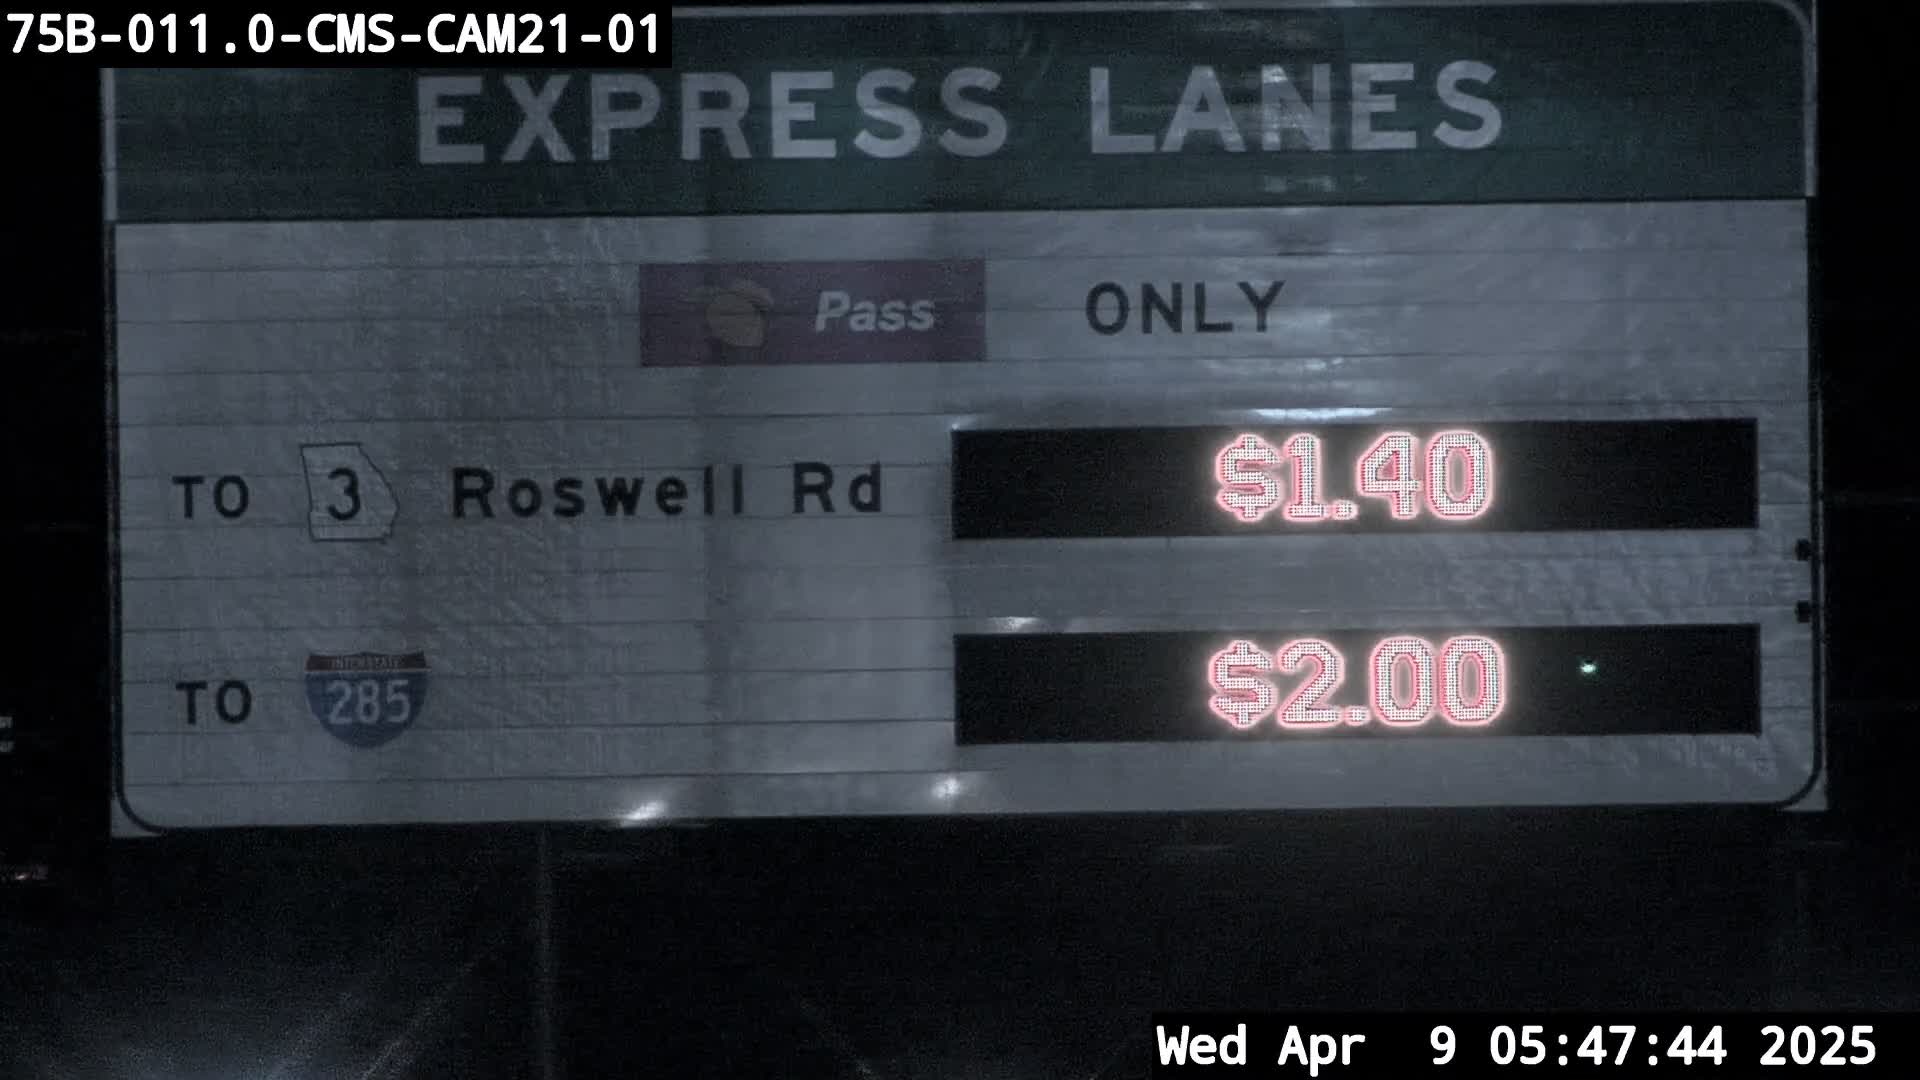 75B-011.0-CMS-CAM21-01
EXPRESS LANES
Pass ONLY
TO 3 Roswell Rd $1.40
TO INTERSTATE 285 $2.00
Wed Apr 9 05:47:44 2025